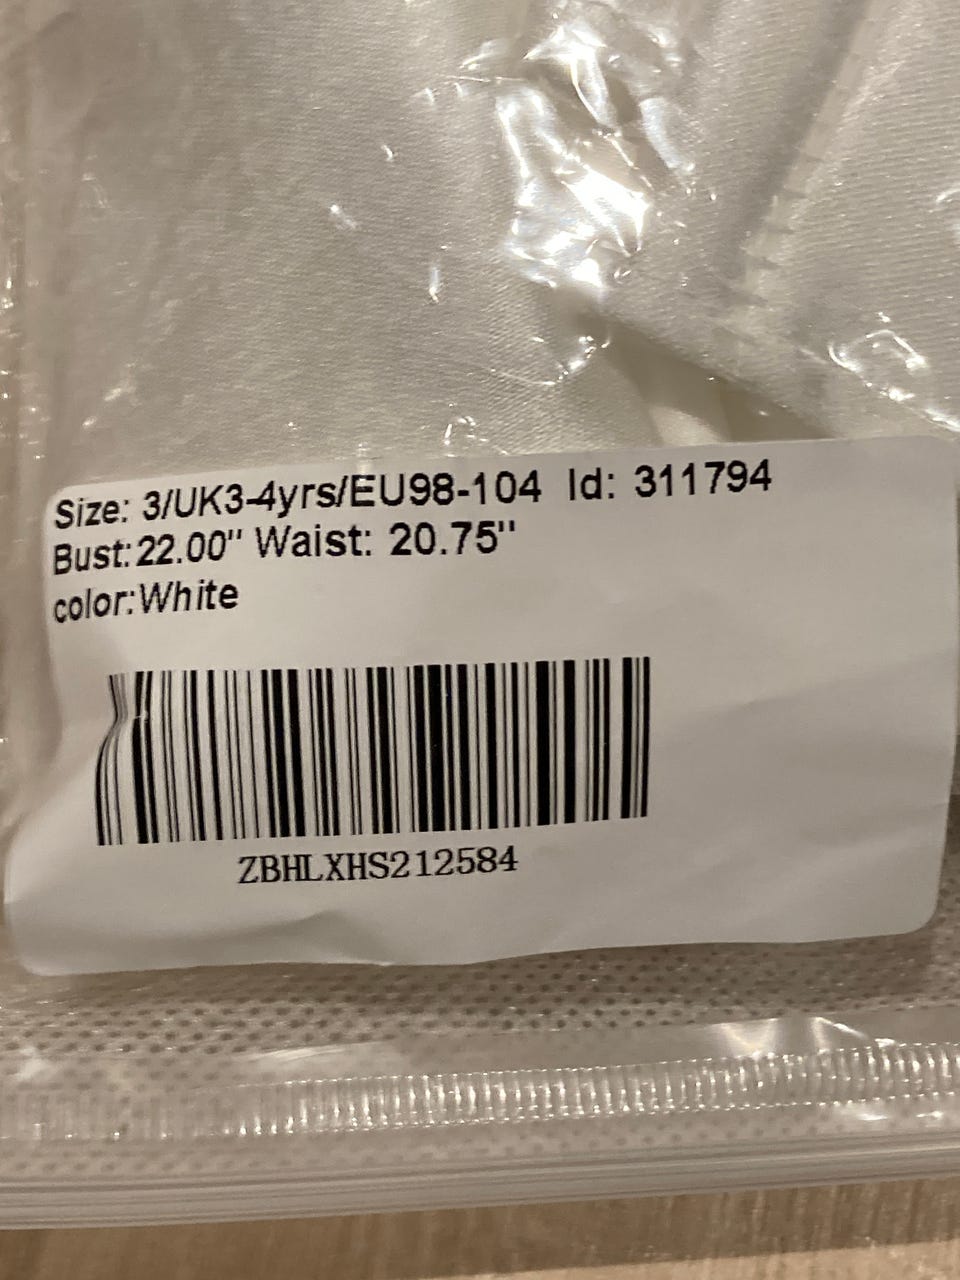 Size: 3/UK3-4yrs/EU98-104 Id: 311794
Bust:22.00" Waist: 20.75"
color:White
ZBHLXHS212584